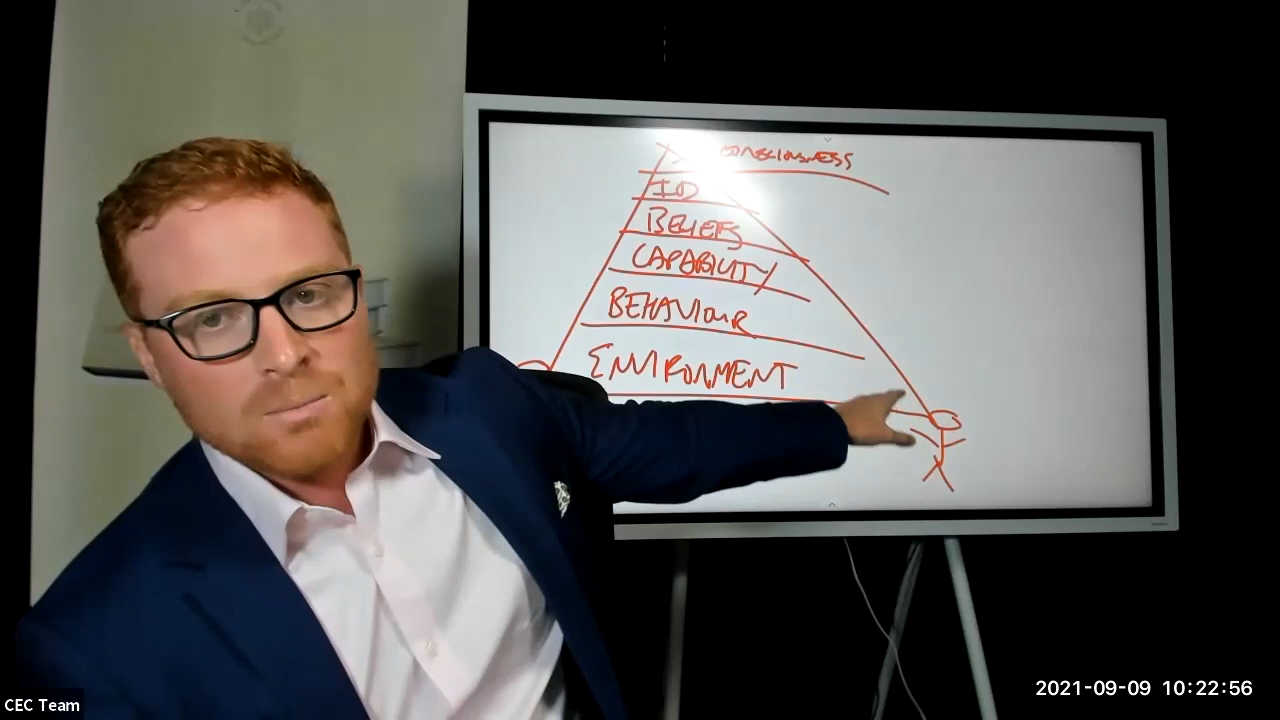 CONSCIOUSNESS
ID
BELIEFS
CAPABILITY
BEHAVIOUR
ENVIRONMENT
2021-09-09 10:22:56
CEC Team